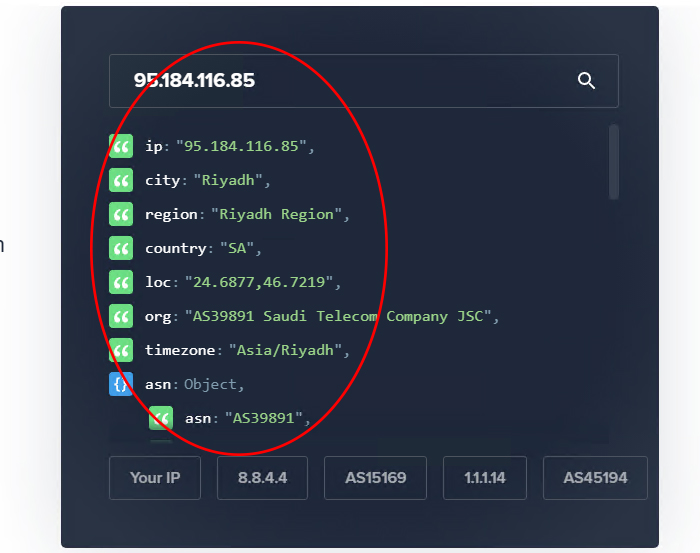 95.184.116.85
ip: "95.184.116.85",
city: "Riyadh",
region: "Riyadh Region",
country: "SA",
loc: "24.6877,46.7219",
org: "AS39891 Saudi Telecom Company JSC",
timezone: "Asia/Riyadh",
{} asn: Object,
asn: "AS39891",
Your IP 8.8.4.4 AS15169 1.1.1.14 AS45194